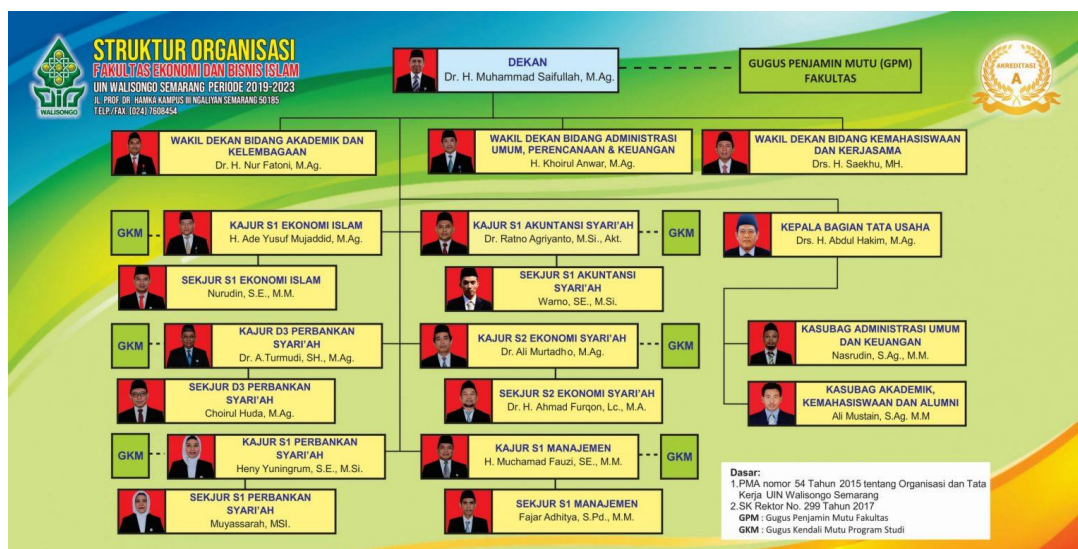 STRUKTUR ORGANISASI
FAKULTAS EKONOMI DAN BISNIS ISLAM
UIN WALISONGO SEMARANG PERIODE 2019-2023
JL. PROF. DR. HAMKA KAMPUS III NGALIYAN SEMARANG 50185
TELP./FAX. (024) 7608454
WALISONGO
DEKAN
Dr. H. Muhammad Saifullah, M.Ag.
GUGUS PENJAMIN MUTU (GPM)
FAKULTAS
AKREDITASI
A
WAKIL DEKAN BIDANG AKADEMIK DAN
KELEMBAGAAN
Dr. H. Nur Fatoni, M.Ag.
WAKIL DEKAN BIDANG ADMINISTRASI
UMUM, PERENCANAAN & KEUANGAN
H. Khoirul Anwar, M.Ag.
WAKIL DEKAN BIDANG KEMAHASISWAAN
DAN KERJASAMA
Drs. H. Saekhu, MH.
GKM
KAJUR S1 EKONOMI ISLAM
H. Ade Yusuf Mujaddid, M.Ag.
KAJUR S1 AKUNTANSI SYARI'AH
Dr. Ratno Agriyanto, M.Si., Akt.
GKM
KEPALA BAGIAN TATA USAHA
Drs. H. Abdul Hakim, M.Ag.
SEKJUR S1 EKONOMI ISLAM
Nurudin, S.E., M.M.
SEKJUR S1 AKUNTANSI
SYARI'AH
Warno, SE., M.Si.
GKM
KAJUR D3 PERBANKAN
SYARI'AH
Dr. A.Turmudi, SH., M.Ag.
KAJUR S2 EKONOMI SYARI'AH
Dr. Ali Murtadho, M.Ag.
GKM
KASUBAG ADMINISTRASI UMUM
DAN KEUANGAN
Nasrudin, S.Ag., M.M.
SEKJUR D3 PERBANKAN
SYARI'AH
Choirul Huda, M.Ag.
SEKJUR S2 EKONOMI SYARI'AH
Dr. H. Ahmad Furqon, Lc., M.A.
KASUBAG AKADEMIK,
KEMAHASISWAAN DAN ALUMNI
Ali Mustain, S.Ag. M.M
GKM
KAJUR S1 PERBANKAN
SYARI'AH
Heny Yuningrum, S.E., M.Si.
KAJUR S1 MANAJEMEN
H. Muchamad Fauzi, SE., M.M.
GKM
SEKJUR S1 PERBANKAN
SYARI'AH
Muyassarah, MSI.
SEKJUR S1 MANAJEMEN
Fajar Adhitya, S.Pd., M.M.
Dasar:
1.PMA nomor 54 Tahun 2015 tentang Organisasi dan Tata
Kerja UIN Walisongo Semarang
2.SK Rektor No. 299 Tahun 2017
GPM : Gugus Penjamin Mutu Fakultas
GKM : Gugus Kendali Mutu Program Studi